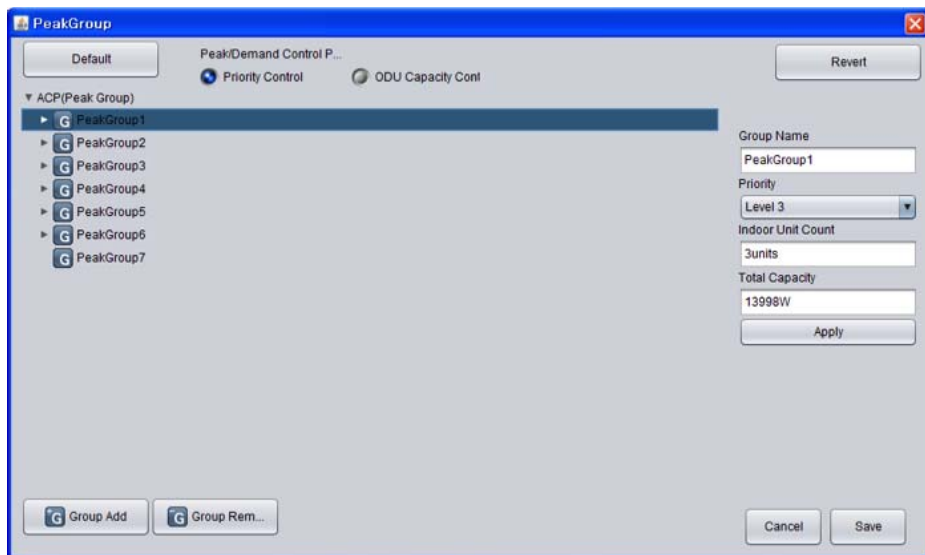 PeakGroup
Default
Peak/Demand Control P...
Priority Control
ODU Capacity Conl
Revert
ACP(Peak Group)
G PeakGroup1
G PeakGroup2
G PeakGroup3
G PeakGroup4
G PeakGroup5
G PeakGroup6
G PeakGroup7
Group Name
PeakGroup1
Priority
Level 3
Indoor Unit Count
3units
Total Capacity
13998W
Apply
G Group Add
G Group Rem...
Cancel
Save